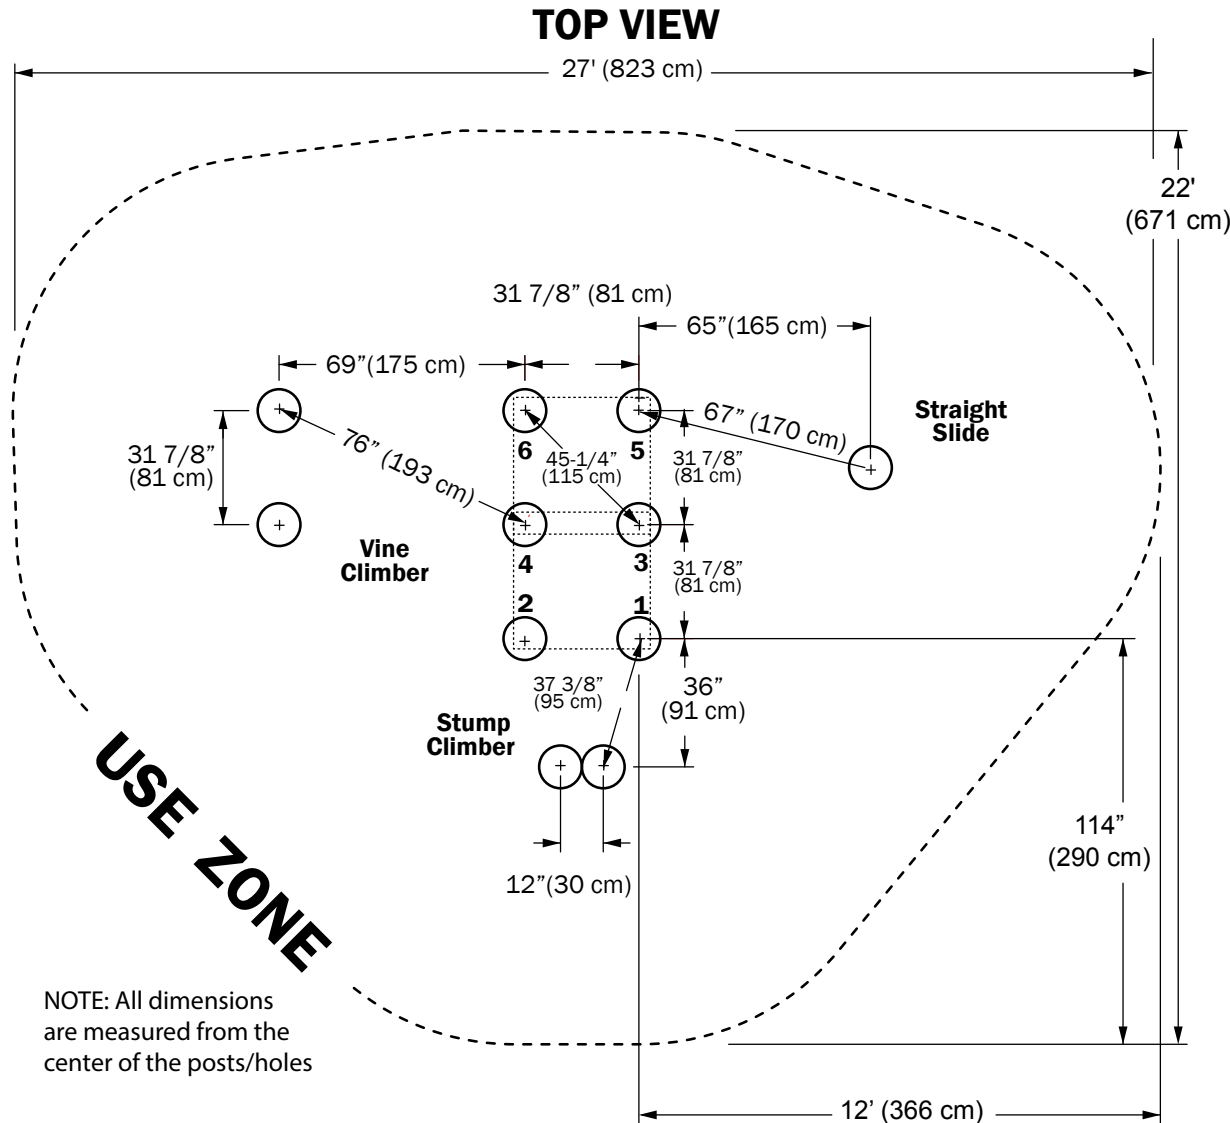 TOP VIEW
27' (823 cm)
22'
(671 cm)
31 7/8” (81 cm)
65”(165 cm)
69”(175 cm)
67” (170 cm)
Straight
Slide
76” (193 cm)
31 7/8”
(81 cm)
6
5
45-1/4”
(115 cm)
31 7/8”
(81 cm)
Vine
Climber
4
3
31 7/8”
(81 cm)
2
1
37 3/8”
(95 cm)
36”
(91 cm)
Stump
Climber
USE ZONE
114”
(290 cm)
12”(30 cm)
NOTE: All dimensions
are measured from the
center of the posts/holes
12’ (366 cm)